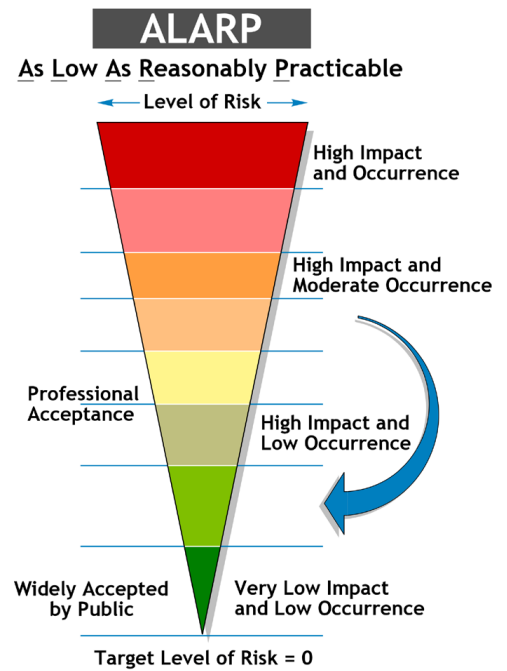 ALARP
As Low As Reasonably Practicable
Level of Risk
High Impact
and Occurrence
High Impact and
Moderate Occurrence
Professional
Acceptance
High Impact and
Low Occurrence
Widely Accepted
by Public
Very Low Impact
and Low Occurrence
Target Level of Risk = 0